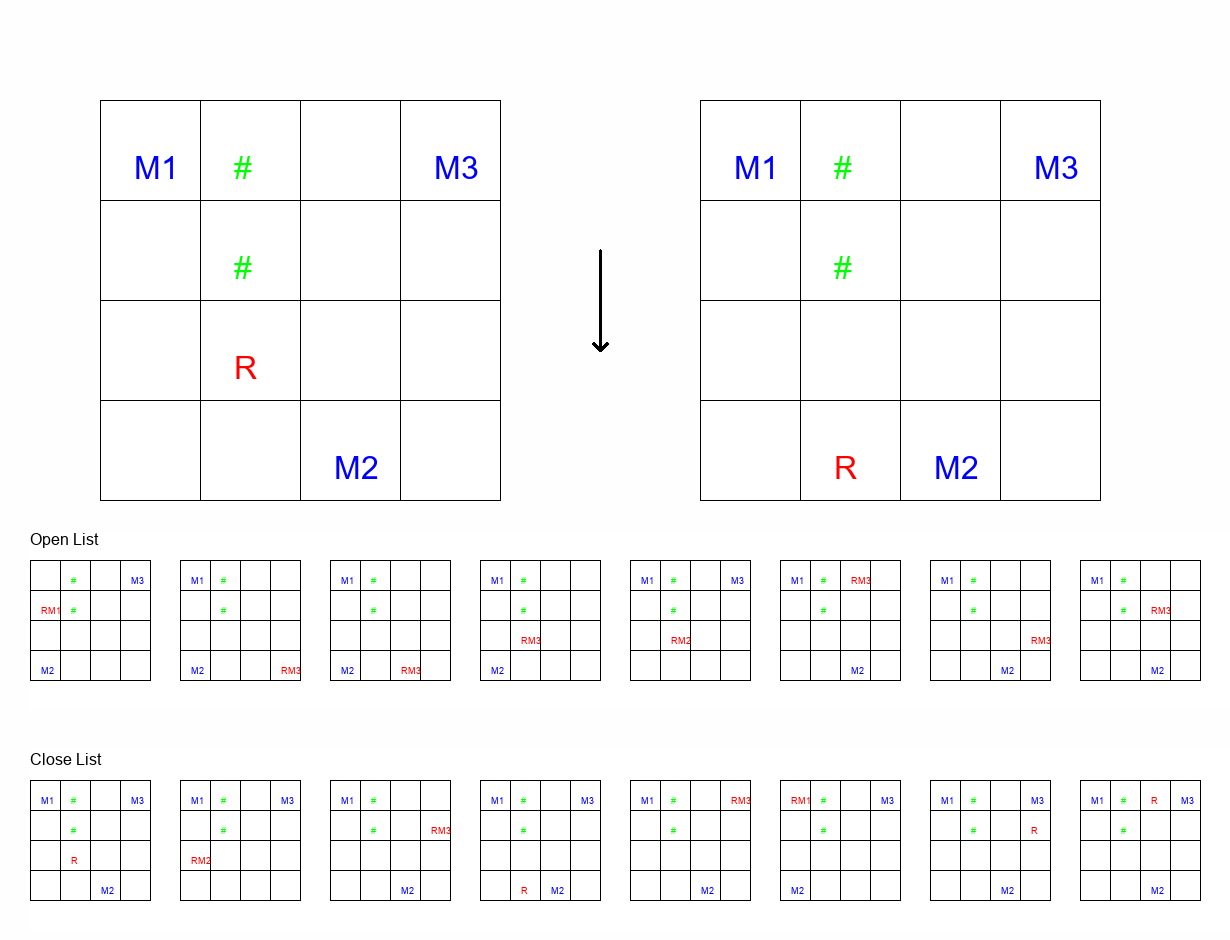 M1 # M3 M1 # M3
# #
R
M2 R M2
Open List
# M3 M1 # M1 # M1 # M1 # M3 M1 # RM3 M1 # M1 #
RM1 # # # # # # # # RM3
RM3 RM2 RM3
M2 M2 RM3 M2 RM3 M2 M2 M2 M2
Close List
M1 # M3 M1 # M3 M1 # M1 # M3 M1 # RM3 RM1 # M3 M1 # M3 M1 # R M3
# # # RM3 # # # # R #
R RM2
M2 M2 R M2 M2 M2 M2 M2